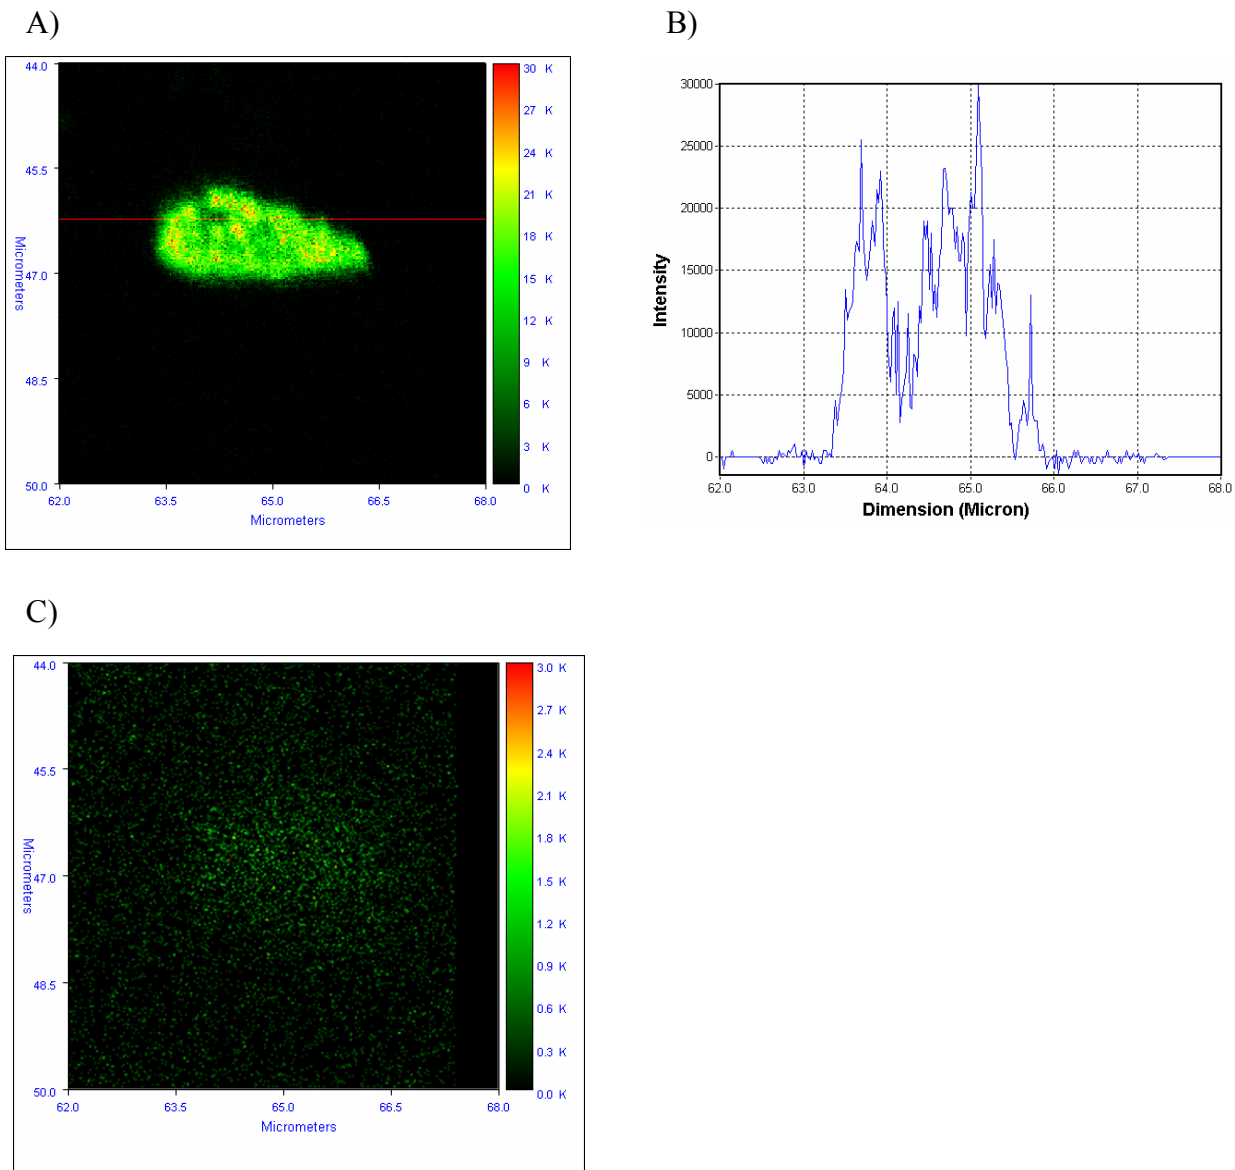 A)
B)
44.0
45.5
47.0
48.5
50.0
62.0
63.5
65.0
66.5
68.0
Micrometers
Micrometers
30 K
27 K
24 K
21 K
18 K
15 K
12 K
9 K
6 K
3 K
0 K
30000
25000
20000
15000
10000
5000
0
Intensity
62.0
63.0
64.0
65.0
66.0
67.0
68.0
Dimension (Micron)
C)
44.0
45.5
47.0
48.5
50.0
62.0
63.5
65.0
66.5
68.0
Micrometers
Micrometers
3.0 K
2.7 K
2.4 K
2.1 K
1.8 K
1.5 K
1.2 K
0.9 K
0.6 K
0.3 K
0.0 K